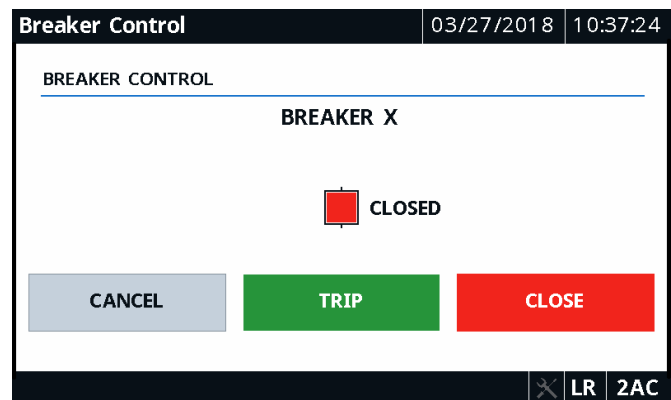 Breaker Control 03/27/2018 10:37:24
BREAKER CONTROL
BREAKER X
CLOSED
CANCEL TRIP CLOSE
LR 2AC